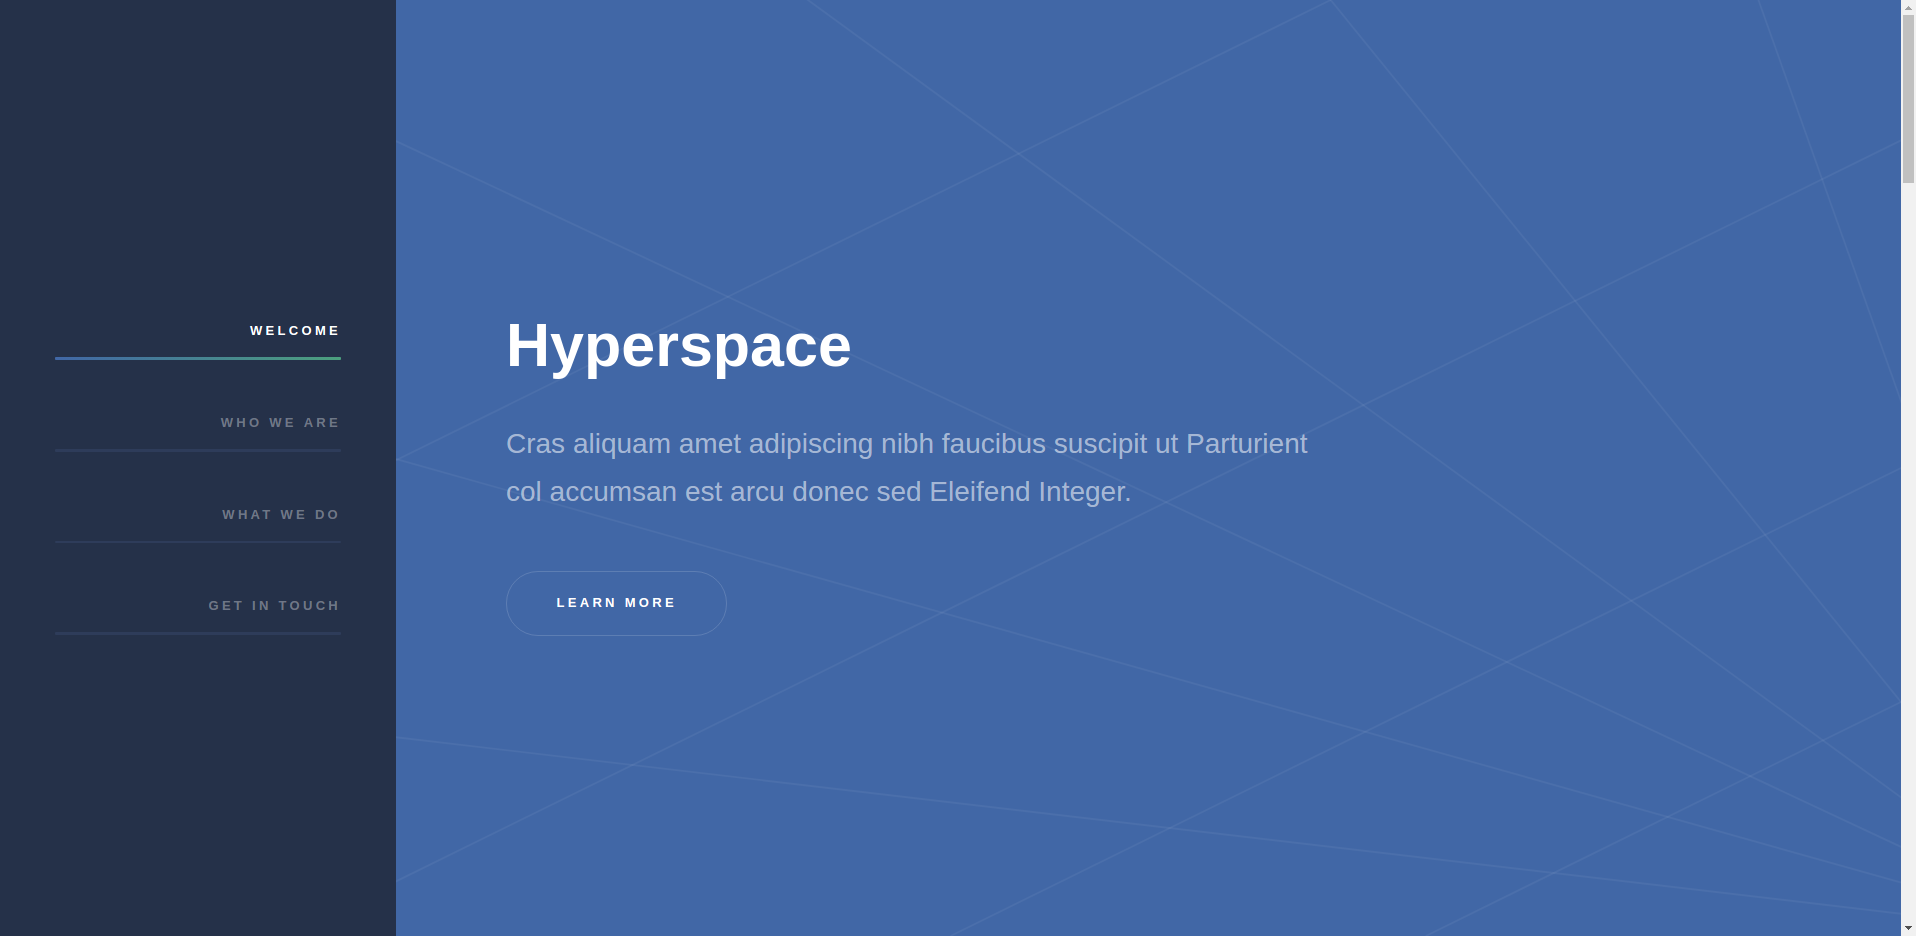 WELCOME
WHO WE ARE
WHAT WE DO
GET IN TOUCH
Hyperspace
Cras aliquam amet adipiscing nibh faucibus suscipit ut Parturient
col accumsan est arcu donec sed Eleifend Integer.
LEARN MORE